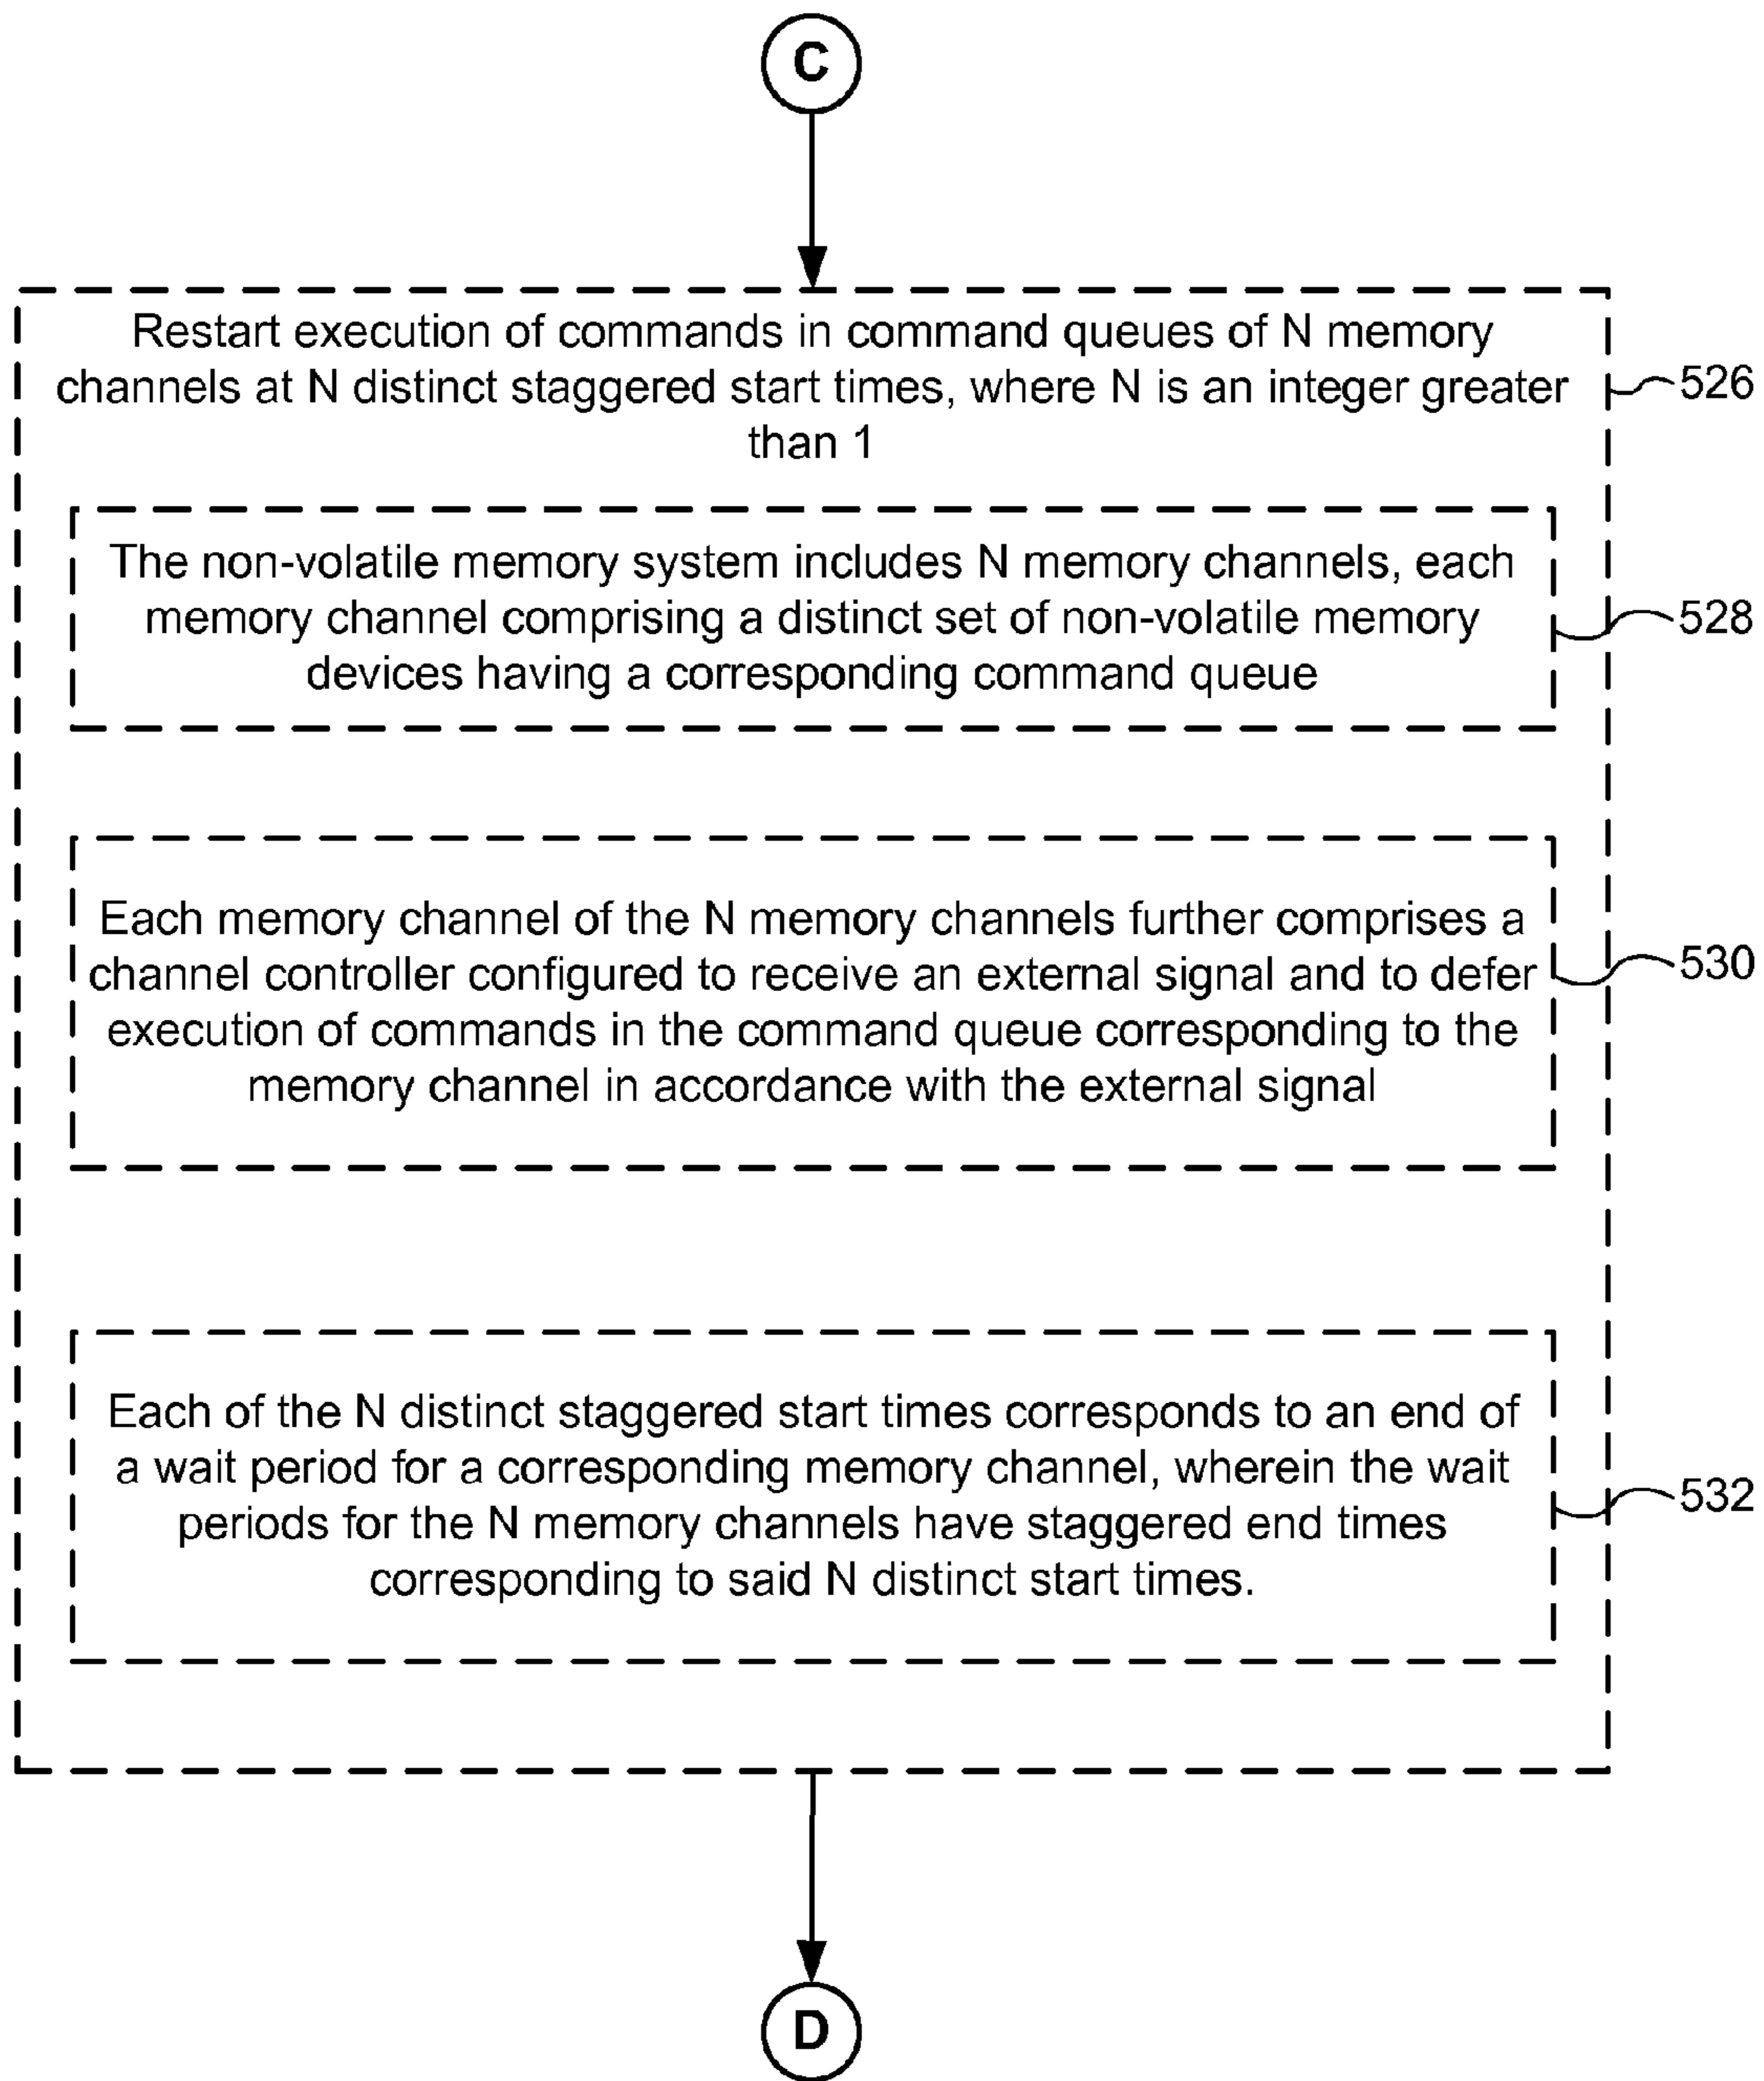 C
Restart execution of commands in command queues of N memory
channels at N distinct staggered start times, where N is an integer greater
than 1
526
The non-volatile memory system includes N memory channels, each
memory channel comprising a distinct set of non-volatile memory
devices having a corresponding command queue
528
Each memory channel of the N memory channels further comprises a
channel controller configured to receive an external signal and to defer
execution of commands in the command queue corresponding to the
memory channel in accordance with the external signal
530
Each of the N distinct staggered start times corresponds to an end of
a wait period for a corresponding memory channel, wherein the wait
periods for the N memory channels have staggered end times
corresponding to said N distinct start times.
532
D